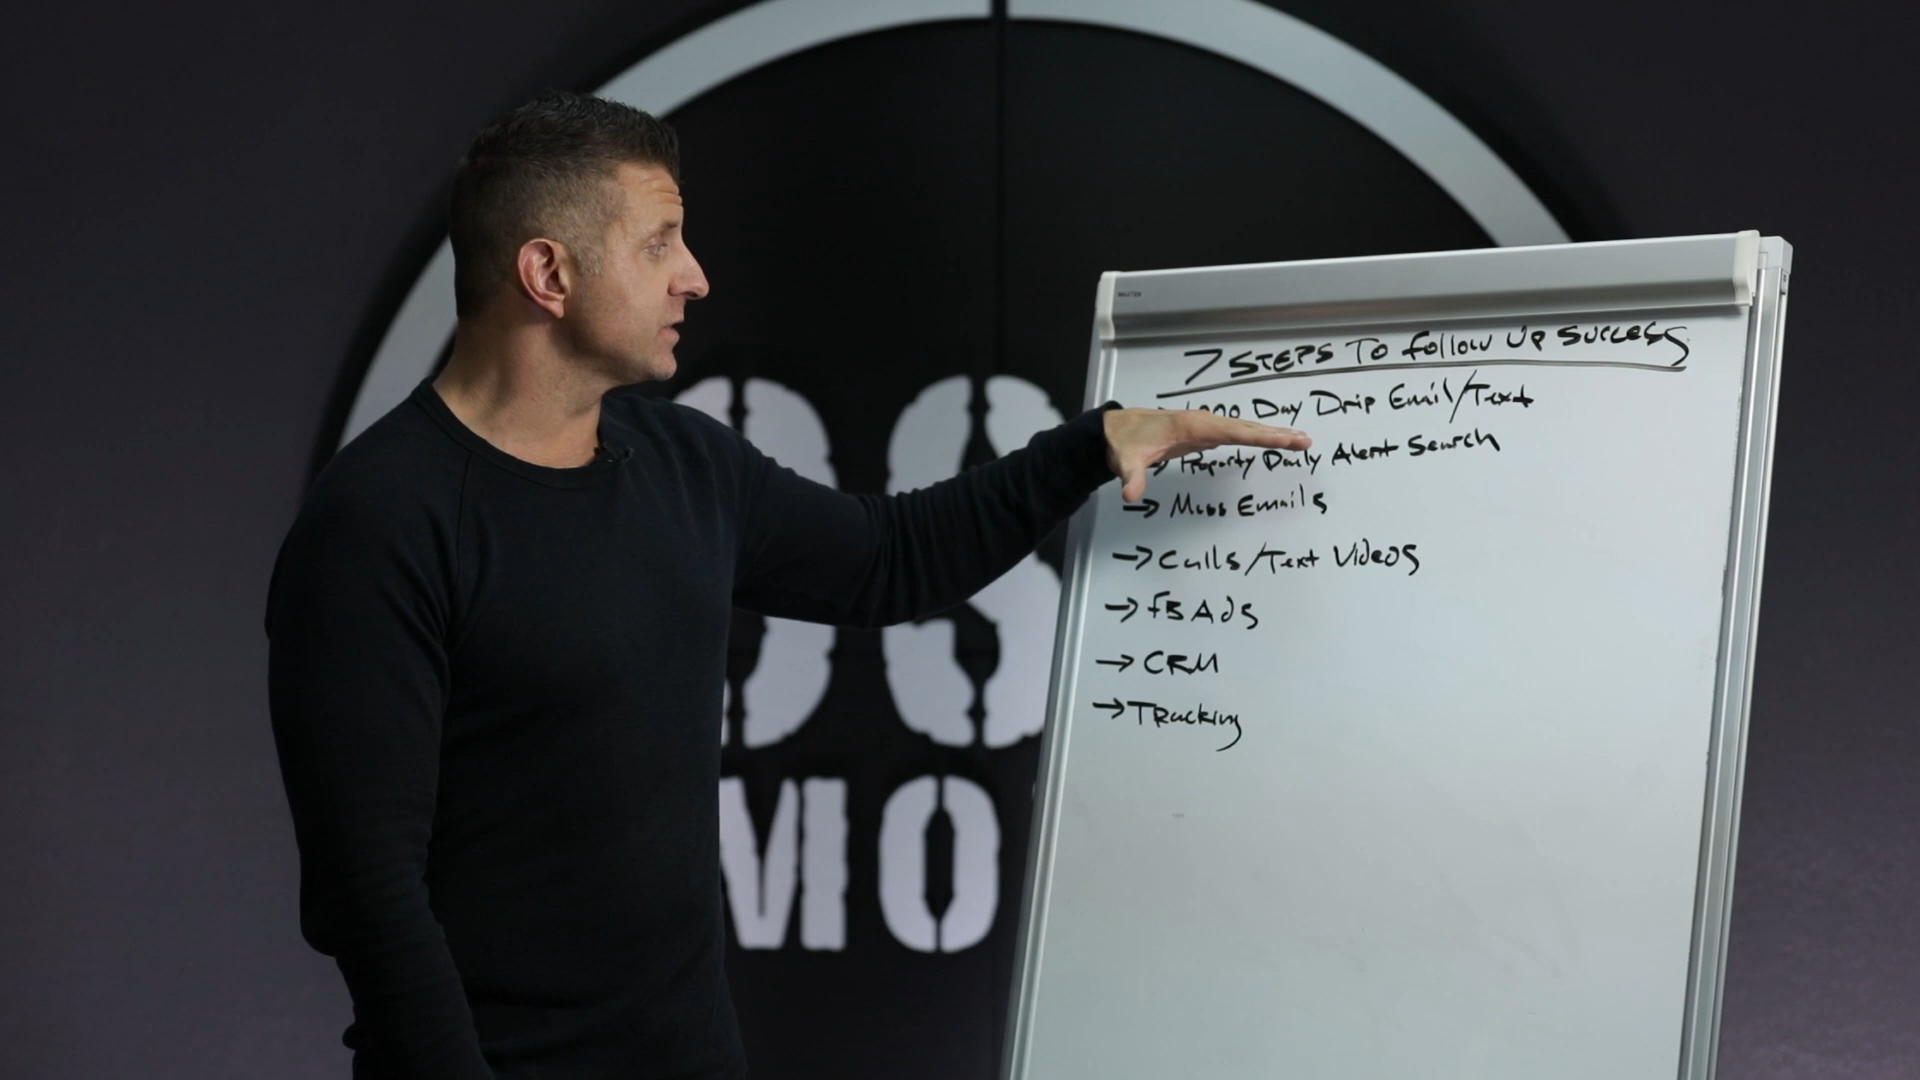 7 STEPS TO Follow UP SUCCESS
Day Drip Email/Text
→ Property Daily Alert Search
→ Mass Emails
→ Calls/Text Videos
→ FB Ads
→ CRM
→ TRacking
MO